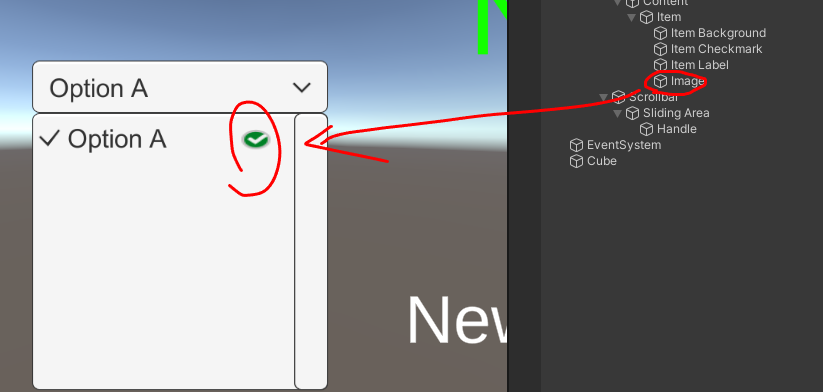 Content
Item
Item Background
Item Checkmark
Item Label
Image
Scrollbar
Sliding Area
Handle
EventSystem
Cube
Option A
Option A
New